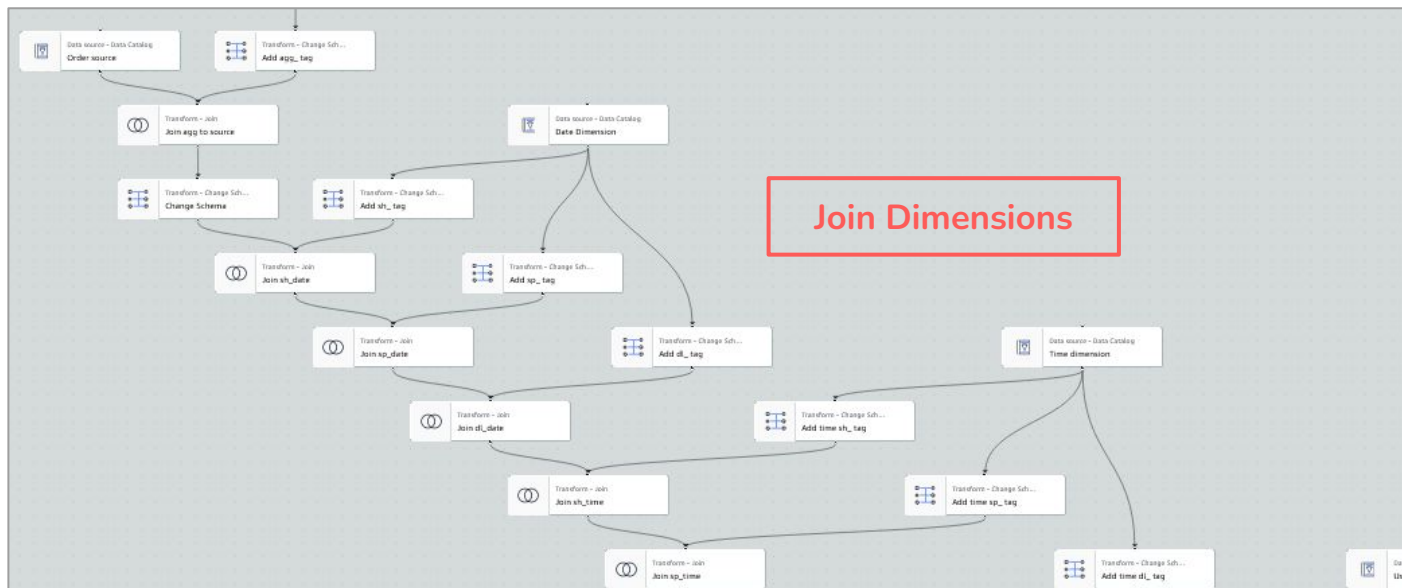 Data source - Data Catalog
Order source
Transform - Change Sch...
Add agg_ tag
Transform - Join
Join agg to source
Data source - Data Catalog
Date Dimension
Transform - Change Sch...
Change Schema
Transform - Change Sch...
Add sh_ tag
Join Dimensions
Transform - Join
Join sh_date
Transform - Change Sch...
Add sp_ tag
Transform - Join
Join sp_date
Transform - Change Sch...
Add dl_ tag
Data source - Data Catalog
Time dimension
Transform - Join
Join dl_date
Transform - Change Sch...
Add time sh_ tag
Transform - Join
Join sh_time
Transform - Change Sch...
Add time sp_ tag
Transform - Join
Join sp_time
Transform - Change Sch...
Add time dl_ tag